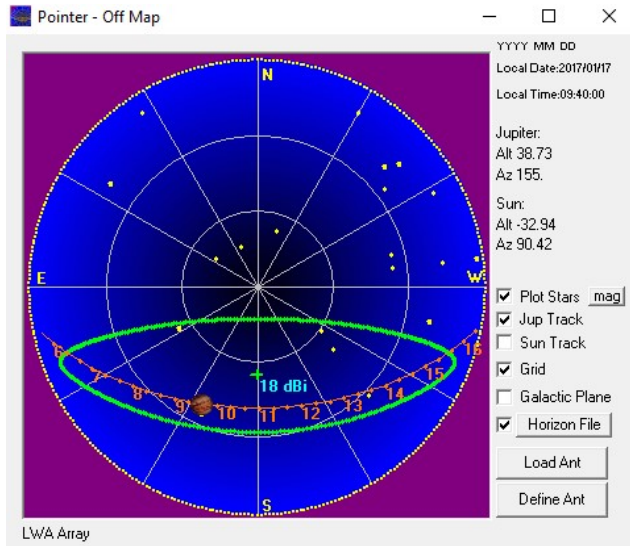 Pointer - Off Map
YYYY MM DD
Local Date:2017/01/17
Local Time:09:40:00
Jupiter:
Alt 38.73
Az 155.
Sun:
Alt -32.94
Az 90.42
N
E
W
S
18 dBi
6
7
8
9
10
11
12
13
14
15
16
Plot Stars
mag
Jup Track
Sun Track
Grid
Galactic Plane
Horizon File
Load Ant
Define Ant
LWA Array